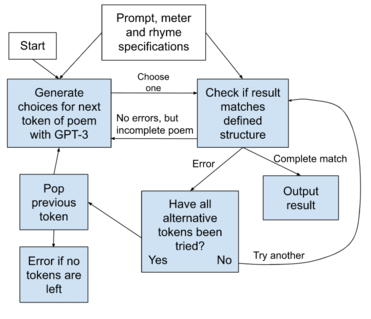 Prompt, meter
and rhyme
specifications
Start
Generate
choices for next
token of poem
with GPT-3
Choose
one
No errors, but
incomplete poem
Check if result
matches
defined
structure
Error
Complete match
Output
result
Pop
previous
token
Have all
alternative
tokens been
tried?
Yes No
Try another
Error if no
tokens are
left